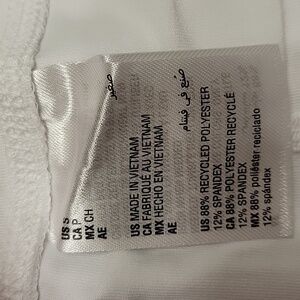 US S
CA P
MX CH
AE صغير
US MADE IN VIETNAM
CA FABRIQUÉ AU VIETNAM
MX HECHO EN VIETNAM
AE صنع في فيتنام
US 88% RECYCLED POLYESTER
12% SPANDEX
CA 88% POLYESTER RECYCLÉ
12% SPANDEX
MX 88% poliéster reciclado
12% spándex